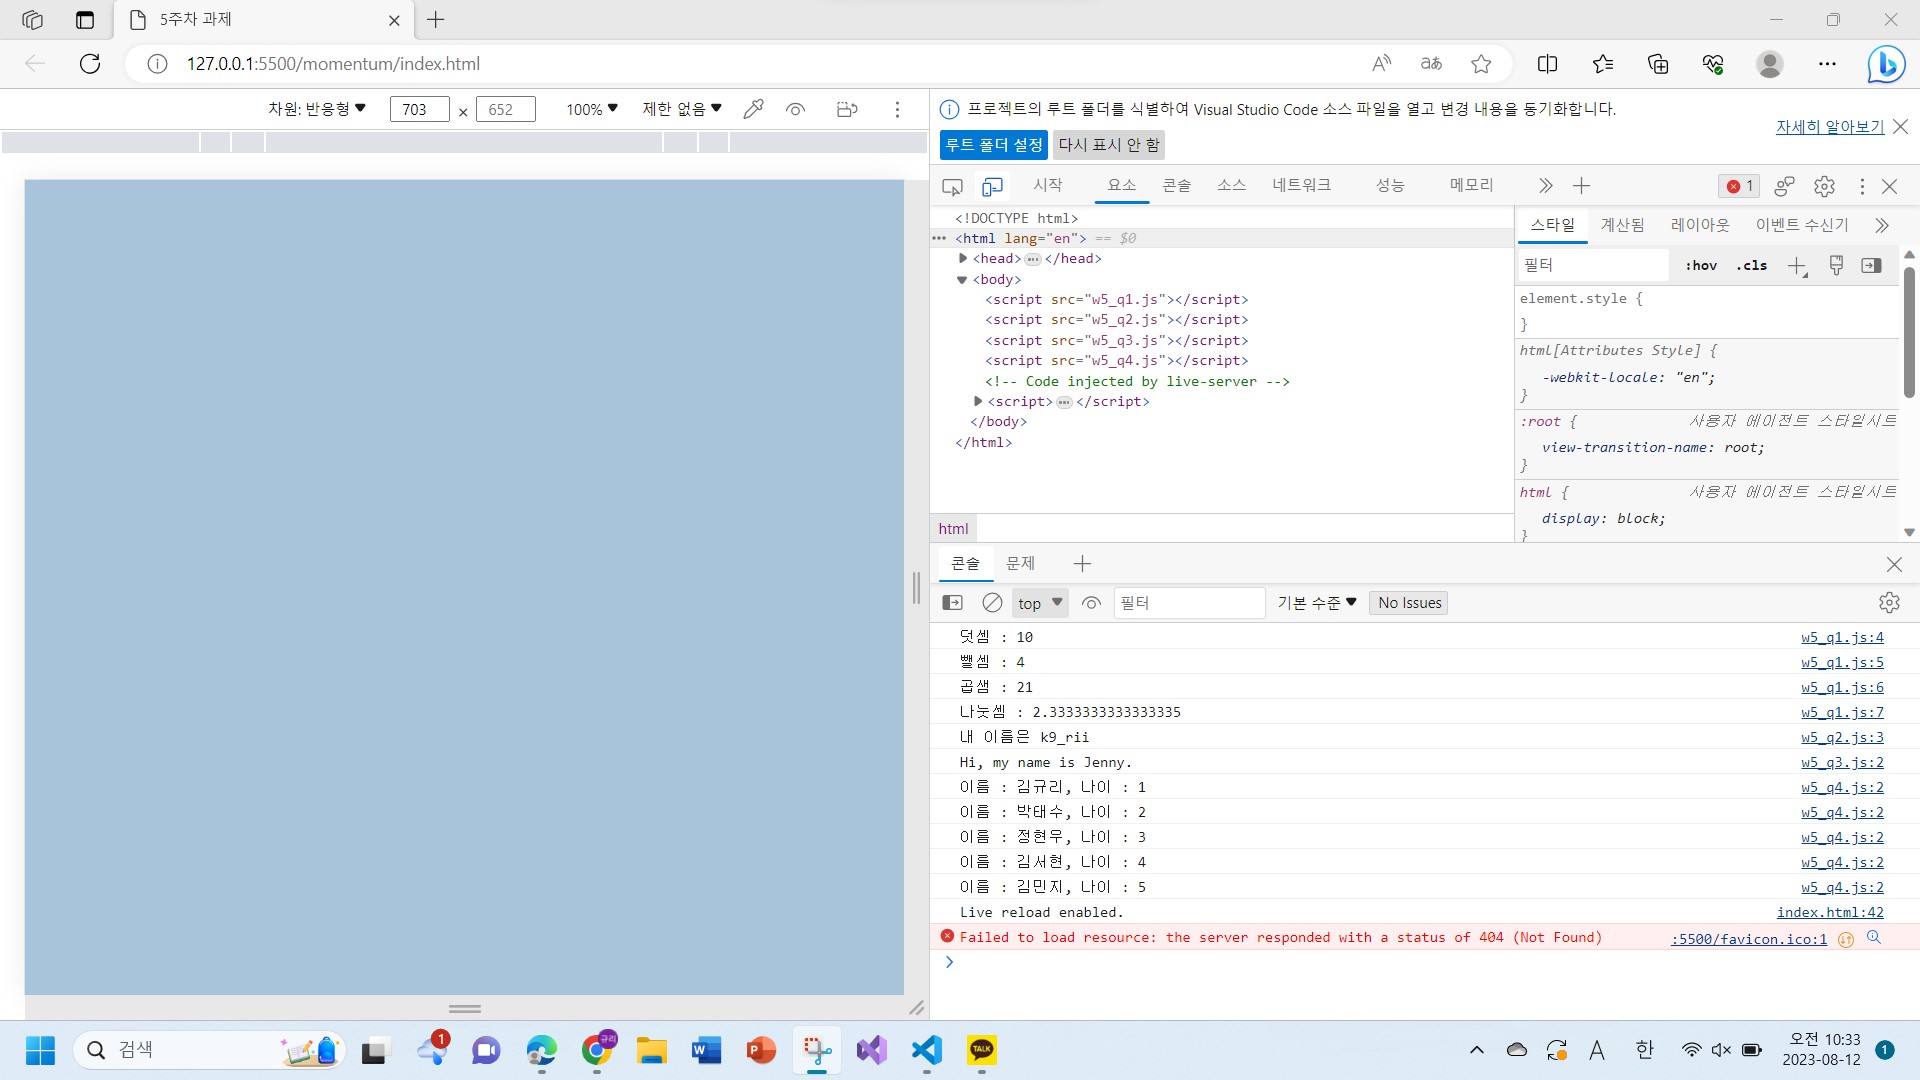 5주차 과제
127.0.0.1:5500/momentum/index.html
차원: 반응형 703 × 652 100% 제한 없음
프로젝트의 루트 폴더를 식별하여 Visual Studio Code 소스 파일을 열고 변경 내용을 동기화합니다.
자세히 알아보기
루트 폴더 설정 다시 표시 안 함
시작 요소 콘솔 소스 네트워크 성능 메모리 1
<!DOCTYPE html>
<html lang="en"> == $0
<head> ··· </head>
<body>
<script src="w5_q1.js"></script>
<script src="w5_q2.js"></script>
<script src="w5_q3.js"></script>
<script src="w5_q4.js"></script>
<!-- Code injected by live-server -->
<script> ··· </script>
</body>
</html>
html
스타일 계산됨 레이아웃 이벤트 수신기
필터 :hov .cls
element.style {
}
html[Attributes Style] {
-webkit-locale: "en";
}
:root { 사용자 에이전트 스타일시트
view-transition-name: root;
}
html { 사용자 에이전트 스타일시트
display: block;
}
콘솔 문제
top 필터 기본 수준 No Issues
덧셈 : 10 w5_q1.js:4
뺄셈 : 4 w5_q1.js:5
곱샘 : 21 w5_q1.js:6
나눗셈 : 2.3333333333333335 w5_q1.js:7
내 이름은 k9_rii w5_q2.js:3
Hi, my name is Jenny. w5_q3.js:2
이름 : 김규리, 나이 : 1 w5_q4.js:2
이름 : 박태수, 나이 : 2 w5_q4.js:2
이름 : 정현우, 나이 : 3 w5_q4.js:2
이름 : 김서현, 나이 : 4 w5_q4.js:2
이름 : 김민지, 나이 : 5 w5_q4.js:2
Live reload enabled. index.html:42
Failed to load resource: the server responded with a status of 404 (Not Found) :5500/favicon.ico:1
검색
1
규리
TALK
A 한
오전 10:33
2023-08-12
1